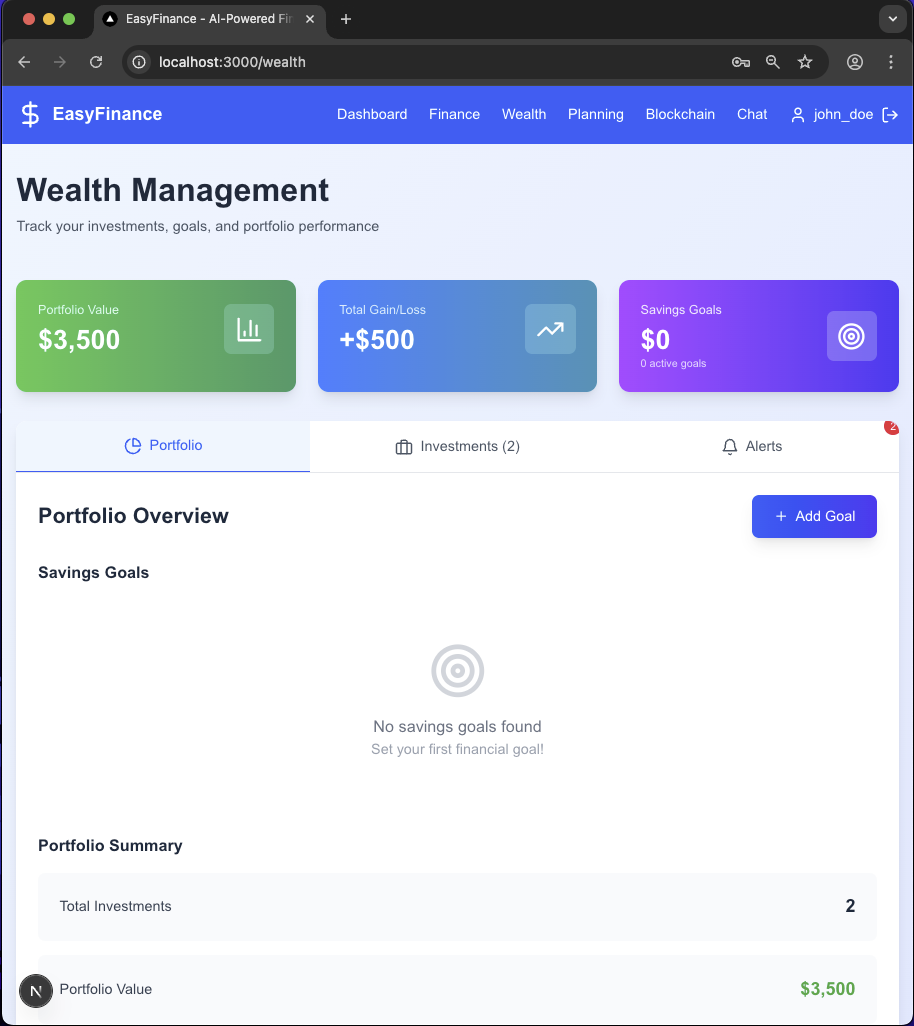 EasyFinance - AI-Powered Fin
localhost:3000/wealth
EasyFinance
Dashboard
Finance
Wealth
Planning
Blockchain
Chat
john_doe
Wealth Management
Track your investments, goals, and portfolio performance
Portfolio Value
$3,500
Total Gain/Loss
+$500
Savings Goals
$0
0 active goals
Portfolio
Investments (2)
Alerts
2
Portfolio Overview
+ Add Goal
Savings Goals
No savings goals found
Set your first financial goal!
Portfolio Summary
Total Investments
2
N
Portfolio Value
$3,500